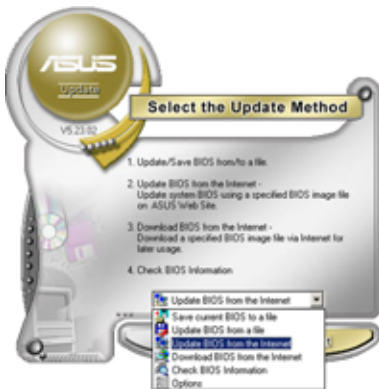 ASUS
Update
V5.23.02
Select the Update Method
1. Update/Save BIOS from/to a file.
2. Update BIOS from the Internet -
Update system BIOS using a specified BIOS image file
on ASUS Web Site.
3. Download BIOS from the Internet -
Download a specified BIOS image file via Internet for
later usage.
4. Check BIOS Information
Update BIOS from the Internet
Save current BIOS to a file
Update BIOS from a file
Update BIOS from the Internet
Download BIOS from the Internet
Check BIOS Information
Options